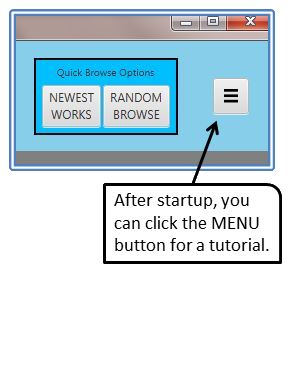 Quick Browse Options
NEWEST WORKS
RANDOM BROWSE
After startup, you
can click the MENU
button for a tutorial.